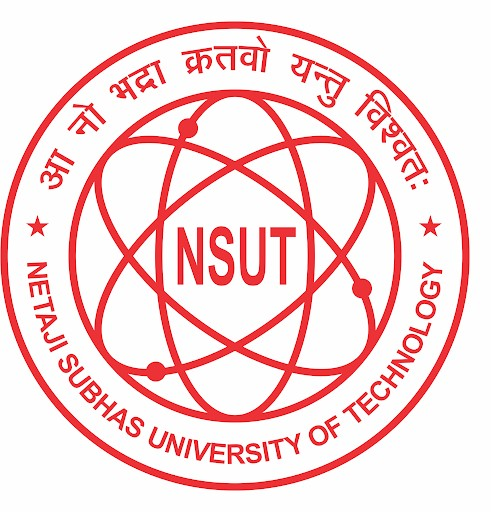 आ नो भद्रा क्रतवो यन्तु विश्वतः
NSUT
NETAJI SUBHAS UNIVERSITY OF TECHNOLOGY